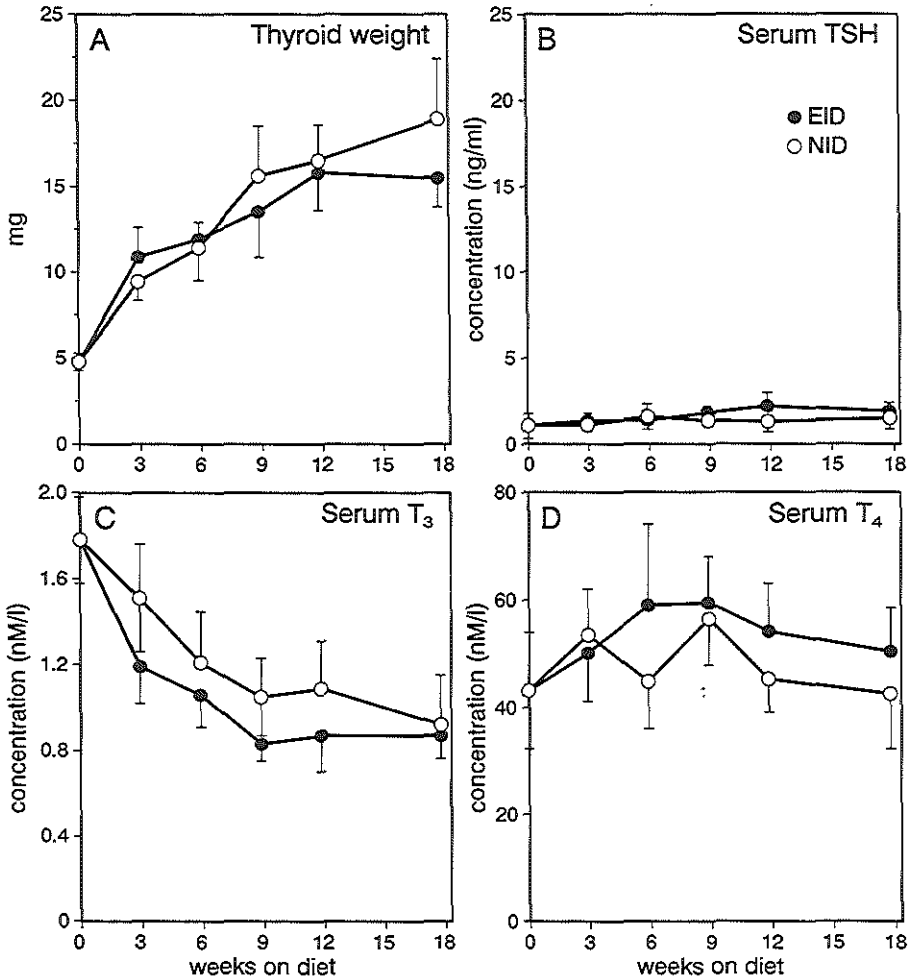 A
Thyroid weight
25
20
15
10
5
0
mg
0 3 6 9 12 15 18
B
Serum TSH
25
20
15
10
5
0
concentration (ng/ml)
EID
NID
0 3 6 9 12 15 18
C
Serum T₃
2.0
1.6
1.2
0.8
0.4
0
concentration (nM/l)
0 3 6 9 12 15 18
weeks on diet
D
Serum T₄
80
60
40
20
0
concentration (nM/l)
0 3 6 9 12 15 18
weeks on diet